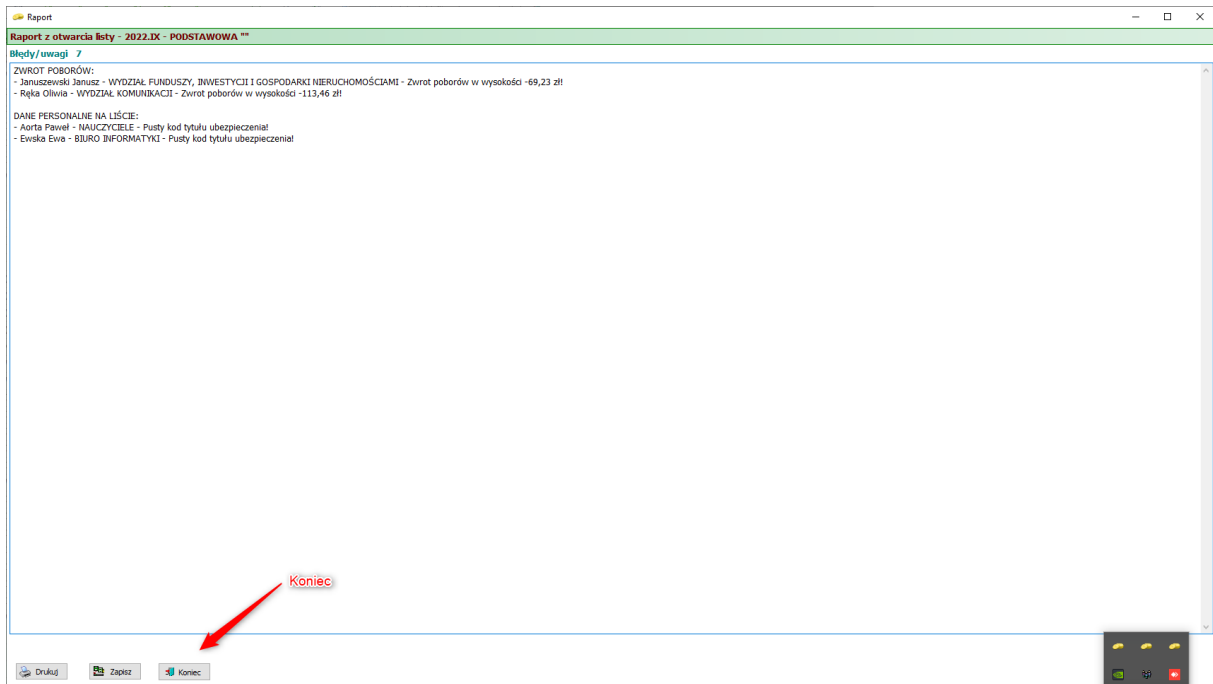 Raport
Raport z otwarcia listy - 2022.IX - PODSTAWOWA ""
Błędy/uwagi 7
ZWROT POBORÓW:
- Januszewski Janusz - WYDZIAŁ FUNDUSZY, INWESTYCJI I GOSPODARKI NIERUCHOMOŚCIAMI - Zwrot poborów w wysokości -69,23 zł!
- Ręka Oliwia - WYDZIAŁ KOMUNIKACJI - Zwrot poborów w wysokości -113,46 zł!
DANE PERSONALNE NA LIŚCIE:
- Aorta Paweł - NAUCZYCIELE - Pusty kod tytułu ubezpieczenia!
- Ewska Ewa - BIURO INFORMATYKI - Pusty kod tytułu ubezpieczenia!
Koniec
Drukuj Zapisz Koniec